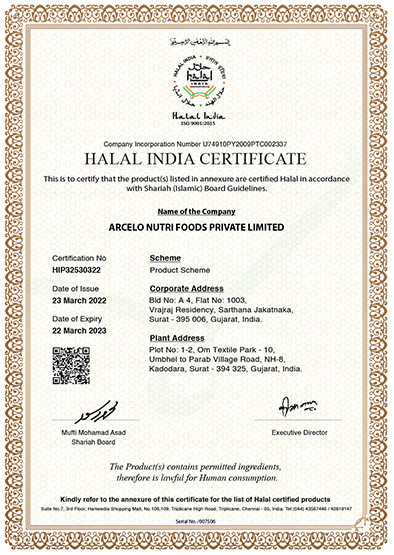 HALAL INDIA
حلال
halal
INDIA
Halal India
ISO 9001:2015
Company Incorporation Number U74910PY2009PTC002337
HALAL INDIA CERTIFICATE
This is to certify that the product(s) listed in annexure are certified Halal in accordance
with Shariah (Islamic) Board Guidelines.
Name of the Company
ARCELO NUTRI FOODS PRIVATE LIMITED
Certification No
HIP32530322
Scheme
Product Scheme
Date of Issue
23 March 2022
Corporate Address
Bld No: A 4, Flat No: 1003,
Vrajraj Residency, Sarthana Jakatnaka,
Surat - 395 006, Gujarat, India.
Date of Expiry
22 March 2023
Plant Address
Plot No: 1-2, Om Textile Park - 10,
Umbhel to Parab Village Road, NH-8,
Kadodara, Surat - 394 325, Gujarat, India.
Mufti Mohamad Asad
Shariah Board
Executive Director
The Product(s) contains permitted ingredients,
therefore is lawful for Human consumption.
Kindly refer to the annexure of this certificate for the list of Halal certified products
Suite No.7, 3rd Floor, Hameedia Shopping Mall, No.108,109, Triplicane High Road, Triplicane, Chennai - 05, India. Tel:(044) 43567446 / 42618147
Serial No./007506